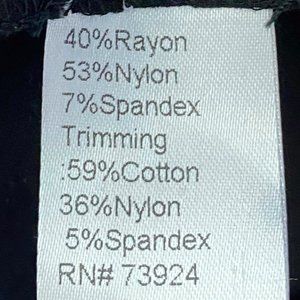 40%Rayon
53%Nylon
7%Spandex
Trimming
:59%Cotton
36%Nylon
5%Spandex
RN# 73924